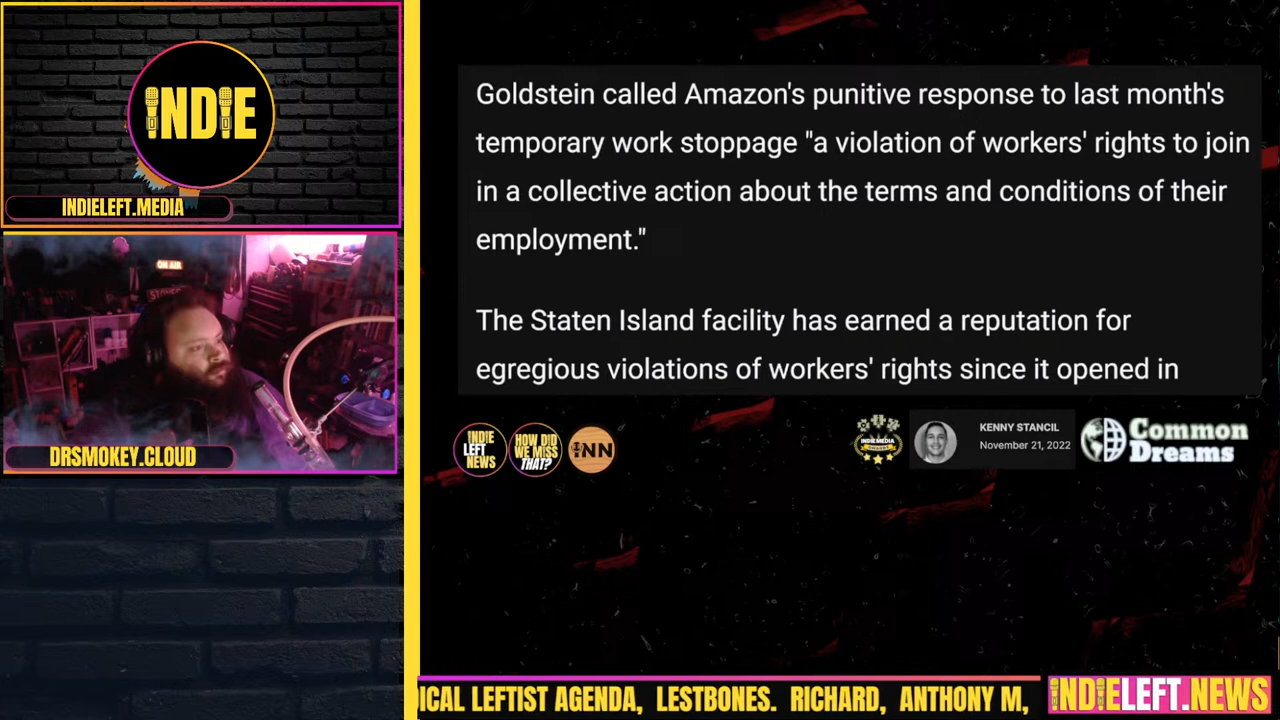 INDIE
INDIELEFT.MEDIA
ON AIR
DRSMOKEY.CLOUD
Goldstein called Amazon's punitive response to last month's
temporary work stoppage "a violation of workers' rights to join
in a collective action about the terms and conditions of their
employment."
The Staten Island facility has earned a reputation for
egregious violations of workers' rights since it opened in
INDIE
LEFT
NEWS
HOW DID
WE MISS
THAT?
INN
INDIE MEDIA
KENNY STANCIL
November 21, 2022
Common
Dreams
ICAL LEFTIST AGENDA, LESTBONES. RICHARD, ANTHONY M,
INDIELEFT.NEWS